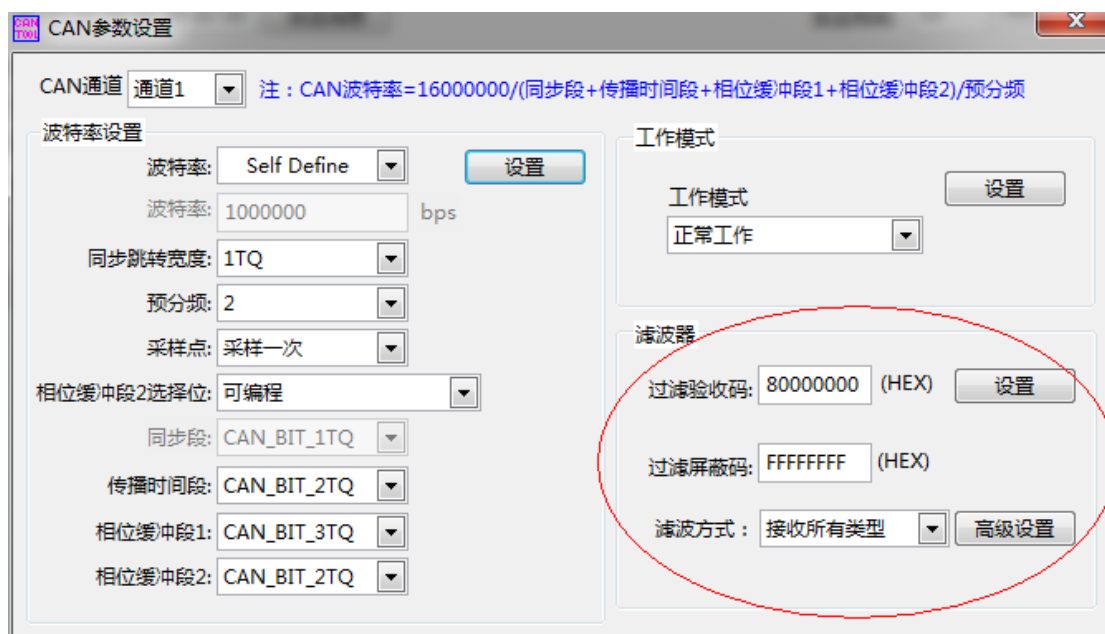 CAN TOOL CAN参数设置
CAN通道 通道1 注：CAN波特率=16000000/(同步段+传播时间段+相位缓冲段1+相位缓冲段2)/预分频
波特率设置
波特率: Self Define 设置
波特率: 1000000 bps
同步跳转宽度: 1TQ
预分频: 2
采样点: 采样一次
相位缓冲段2选择位: 可编程
同步段: CAN_BIT_1TQ
传播时间段: CAN_BIT_2TQ
相位缓冲段1: CAN_BIT_3TQ
相位缓冲段2: CAN_BIT_2TQ
工作模式
工作模式 设置
正常工作
滤波器
过滤验收码: 80000000 (HEX) 设置
过滤屏蔽码: FFFFFFFF (HEX)
滤波方式： 接收所有类型 高级设置